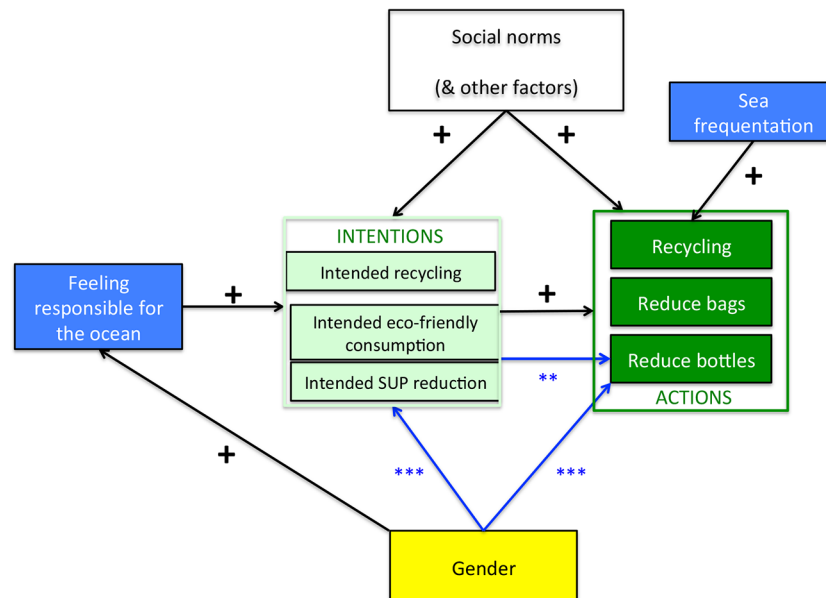 Social norms
(& other factors)
Sea
frequentation
+
+
+
INTENTIONS
Intended recycling
Intended eco-friendly
consumption
Intended SUP reduction
Recycling
Reduce bags
Reduce bottles
ACTIONS
Feeling
responsible for
the ocean
+
+
**
+
***
***
Gender